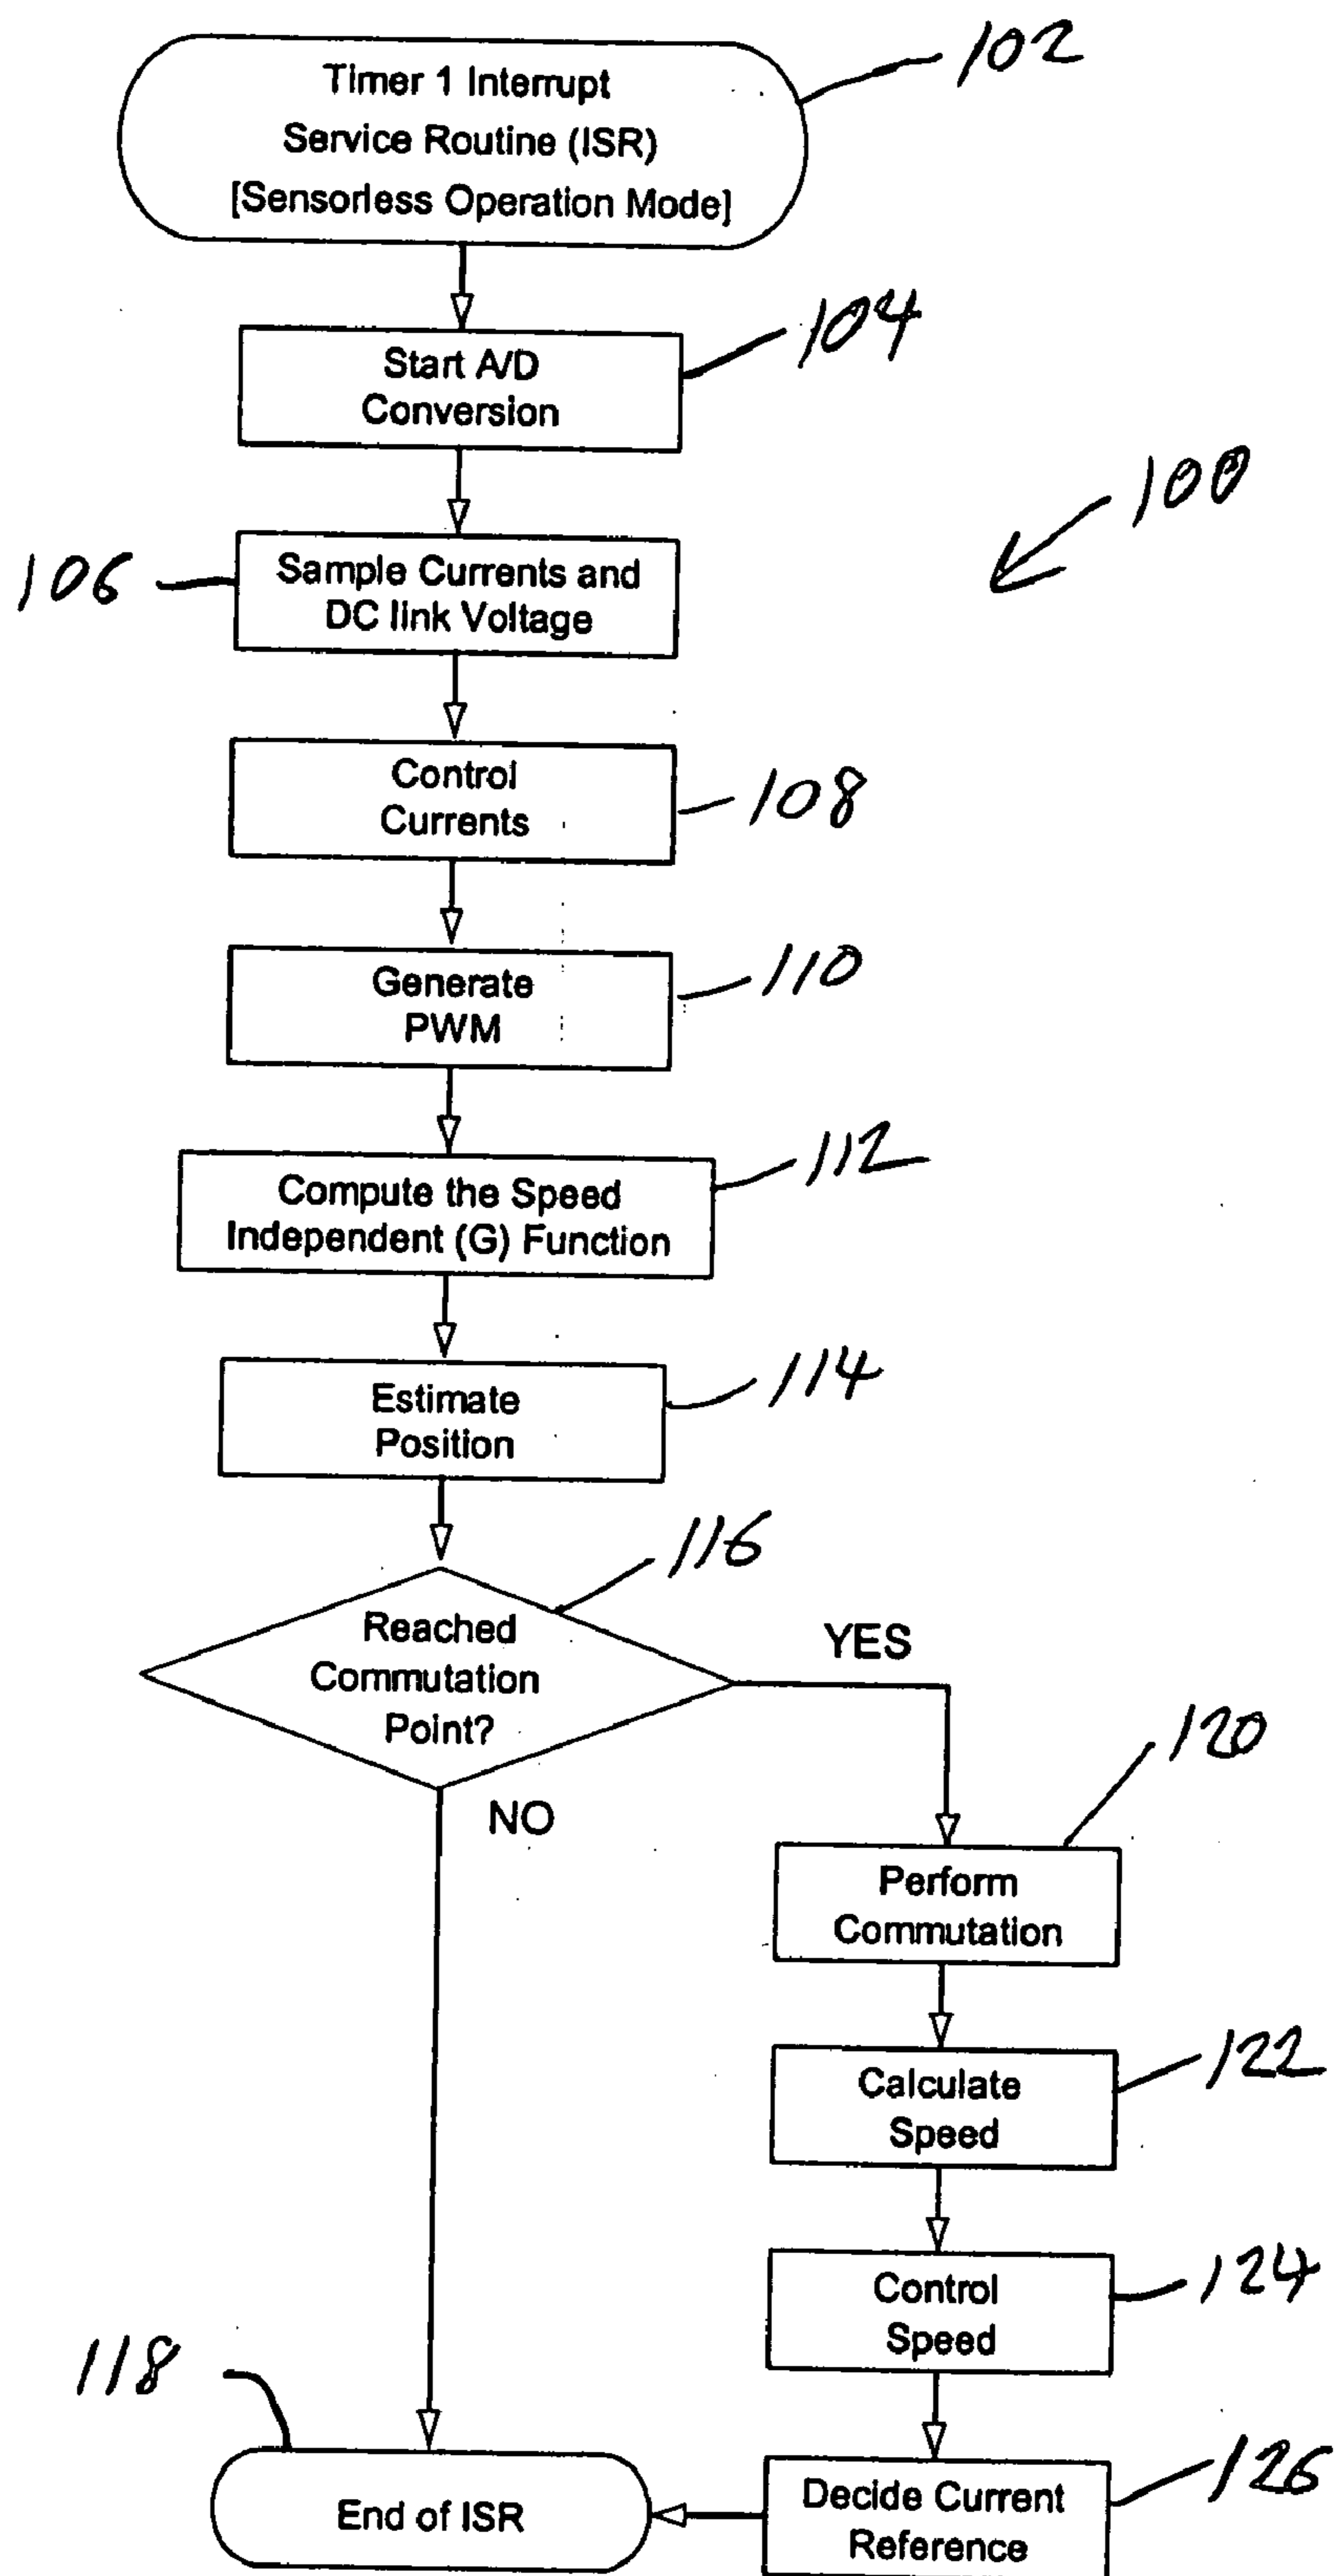 Timer 1 Interrupt
Service Routine (ISR)
[Sensorless Operation Mode]
102
Start A/D
Conversion
104
100
106
Sample Currents and
DC link Voltage
Control
Currents
108
Generate
PWM
110
Compute the Speed
Independent (G) Function
112
Estimate
Position
114
116
Reached
Commutation
Point?
YES
NO
120
Perform
Commutation
Calculate
Speed
122
Control
Speed
124
118
End of ISR
Decide Current
Reference
126